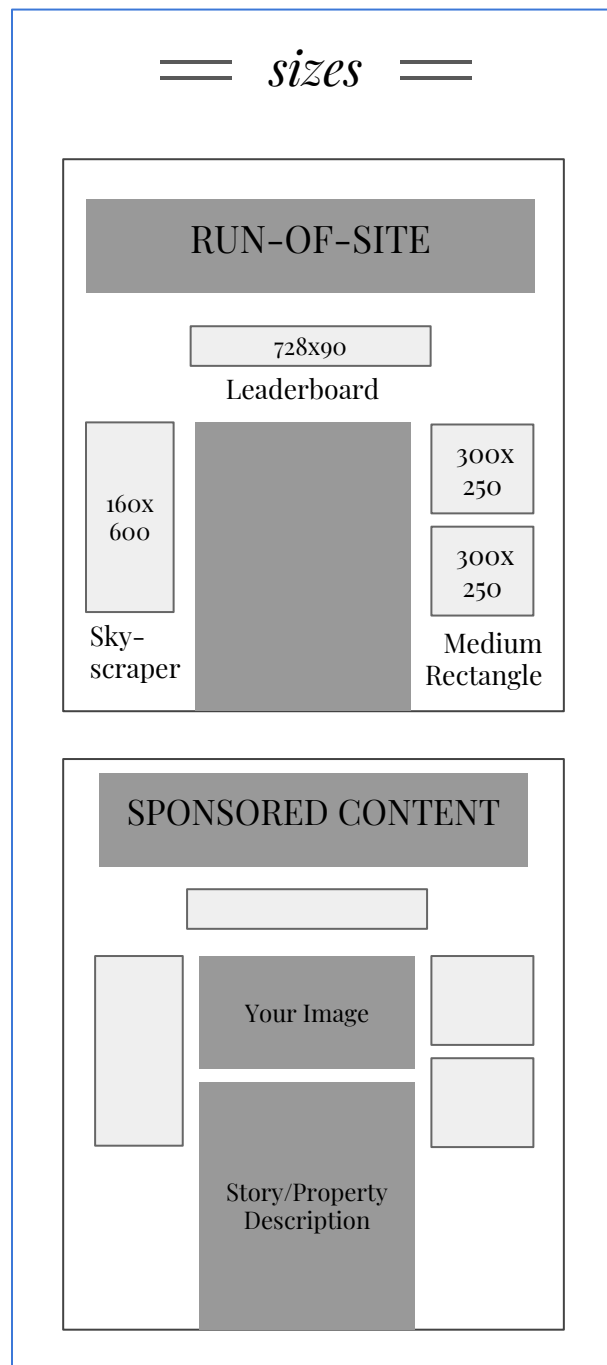 sizes
RUN-OF-SITE
728x90
Leaderboard
160x
600
Sky-
scraper
300x
250
300x
250
Medium
Rectangle
SPONSORED CONTENT
Your Image
Story/Property
Description